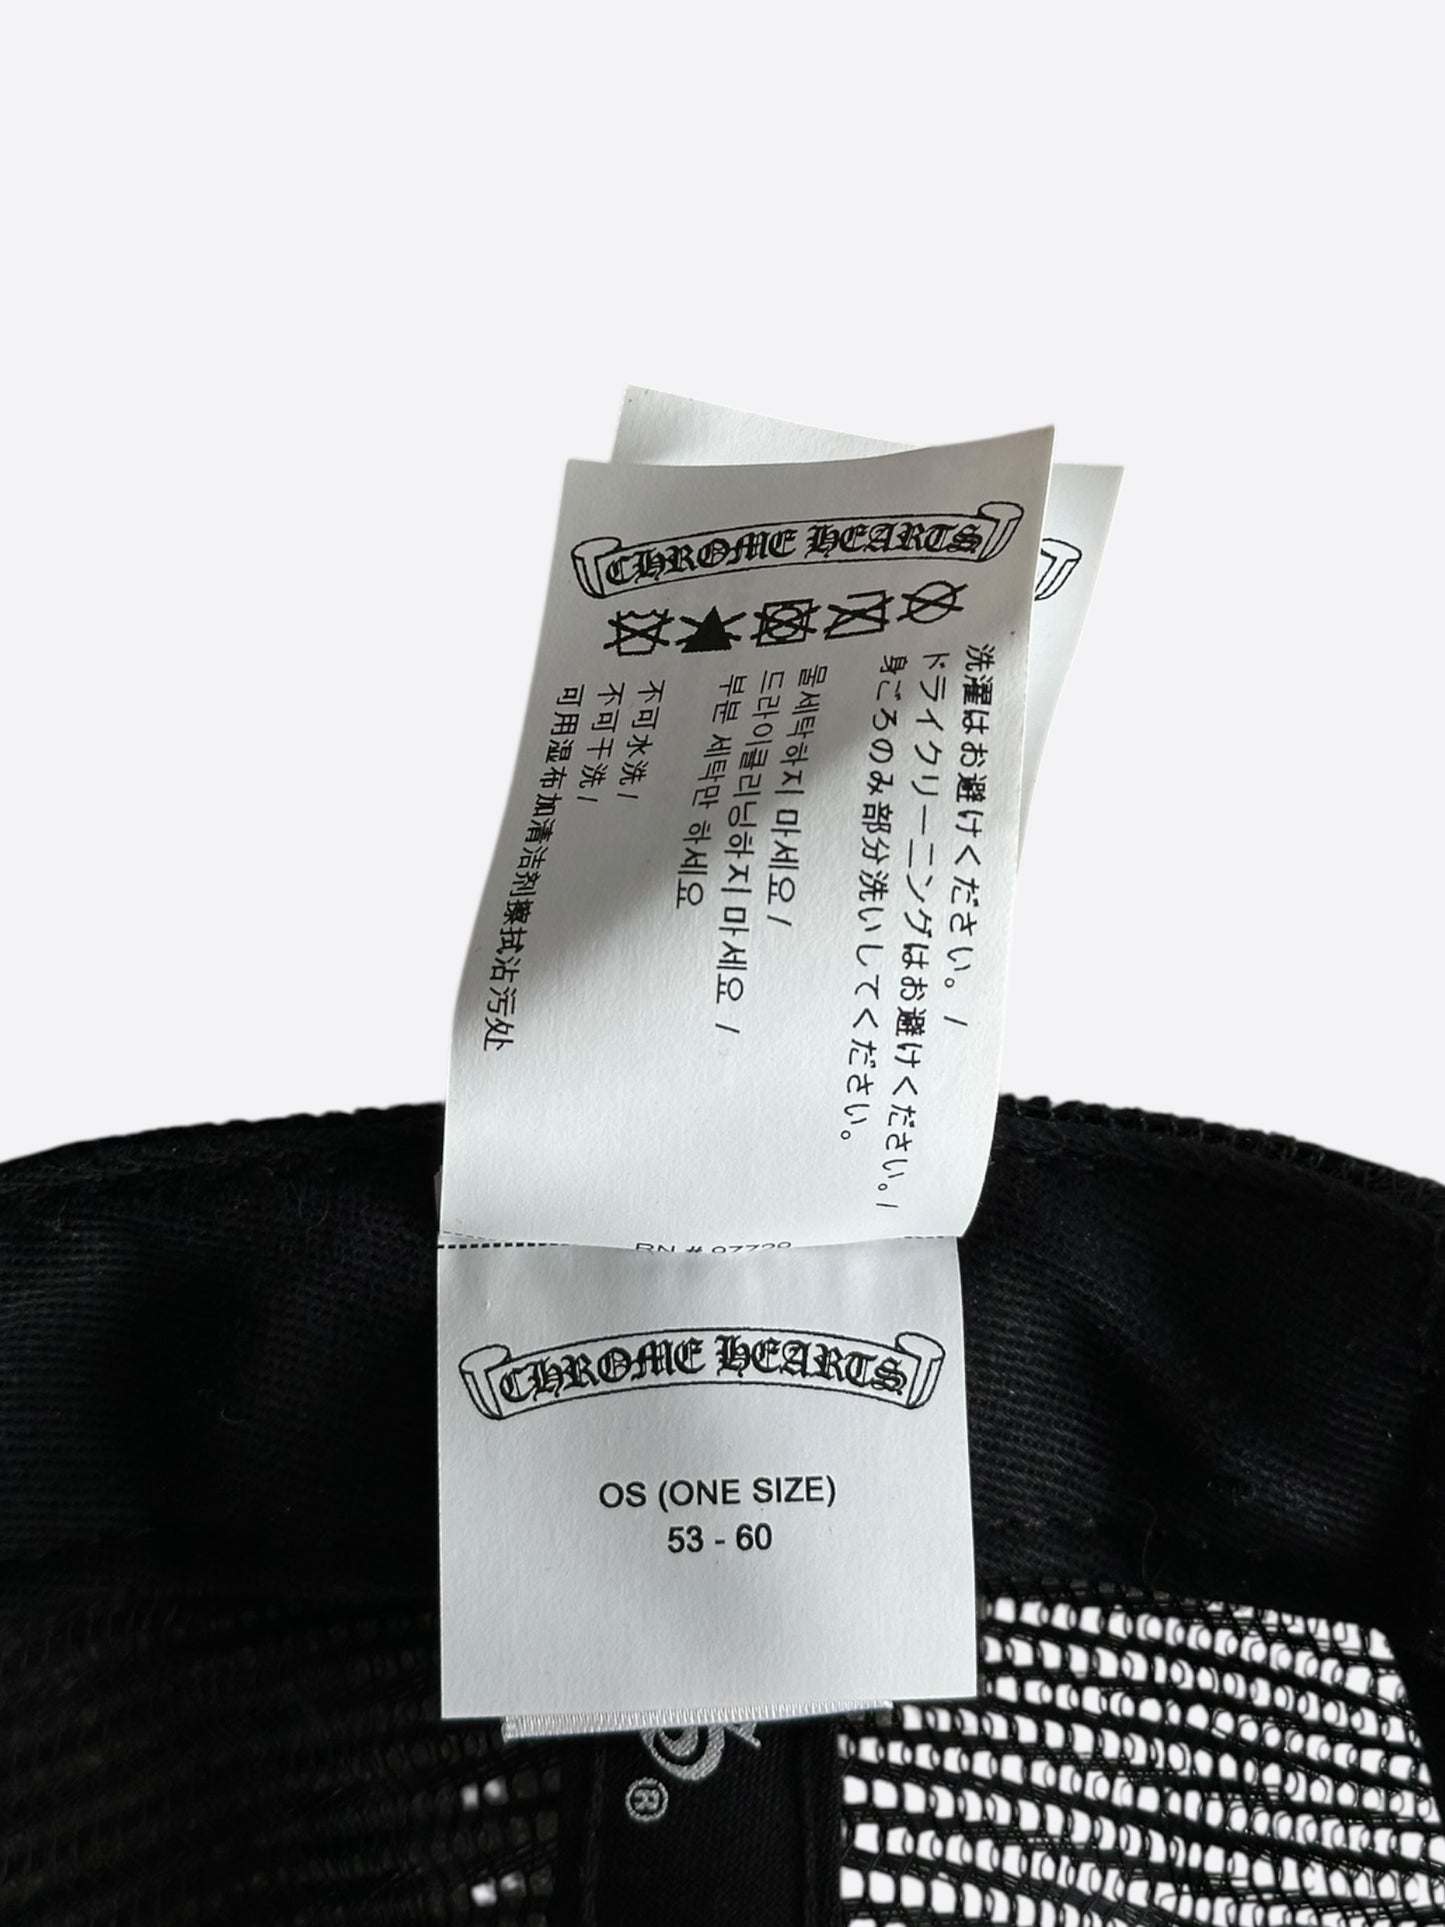 CHROME HEARTS
洗濯はお避けください。/
ドライクリーニングはお避けください。/
身ごろのみ部分洗いしてください。
물세탁하지 마세요 /
드라이클리닝하지 마세요 /
부분 세탁만 하세요
不可水洗 /
不可干洗 /
可用湿布加清洁剂擦拭沾污处
RN # 97729
CHROME HEARTS
OS (ONE SIZE)
53 - 60
®